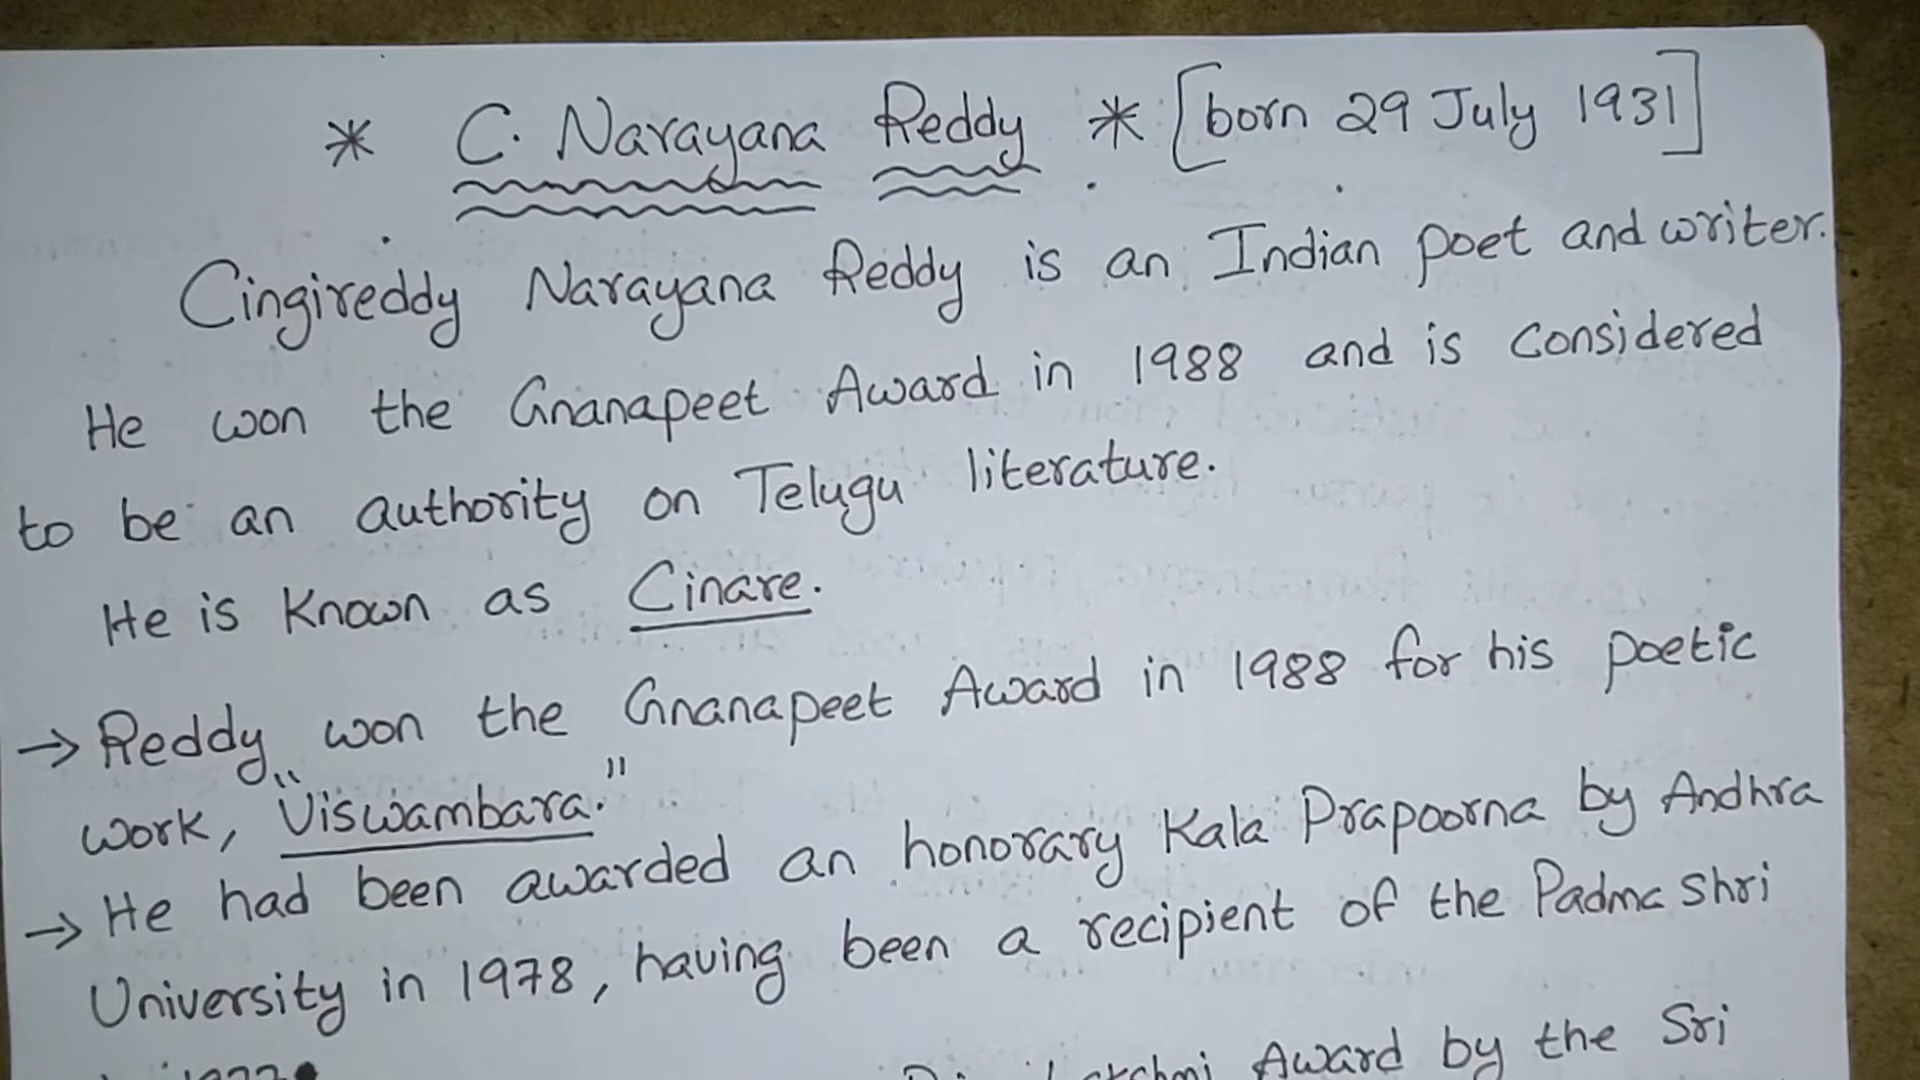 * C. Narayana Reddy * [born 29 July 1931]
Cingireddy Narayana Reddy is an Indian poet and writer.
He won the Gnanapeet Award in 1988 and is considered
to be an authority on Telugu literature.
He is known as Cinare.
→ Reddy won the Gnanapeet Award in 1988 for his poetic
work, "Viswambara."
→ He had been awarded an honorary Kala Prapoorna by Andhra
University in 1978, having been a recipient of the Padma Shri
Award by the Sri